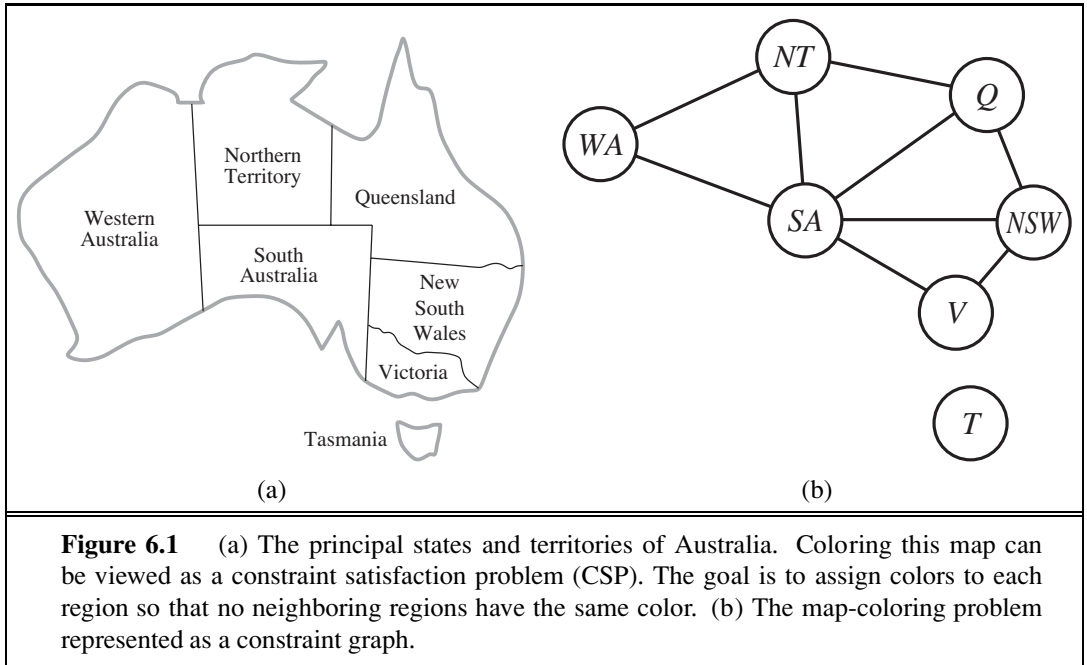 Northern
Territory
Western
Australia
Queensland
South
Australia
New
South
Wales
Victoria
Tasmania
(a)
NT
Q
WA
SA
NSW
V
T
(b)
Figure 6.1 (a) The principal states and territories of Australia. Coloring this map can
be viewed as a constraint satisfaction problem (CSP). The goal is to assign colors to each
region so that no neighboring regions have the same color. (b) The map-coloring problem
represented as a constraint graph.